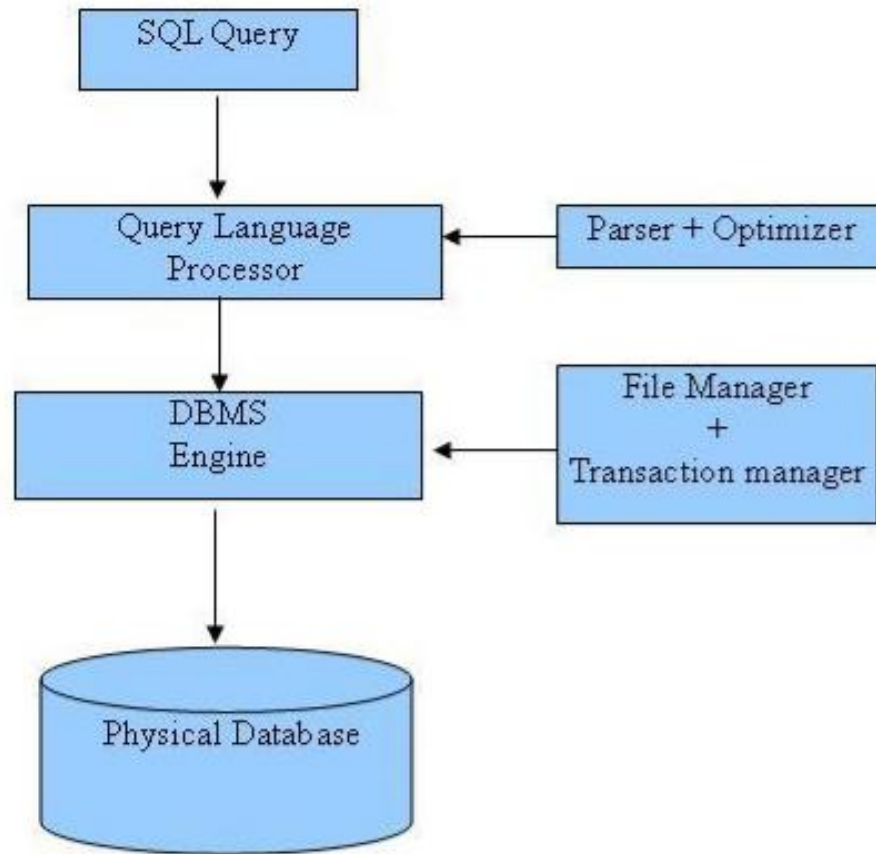 SQL Query
Query Language
Processor
Parser + Optimizer
DBMS
Engine
File Manager
+
Transaction manager
Physical Database